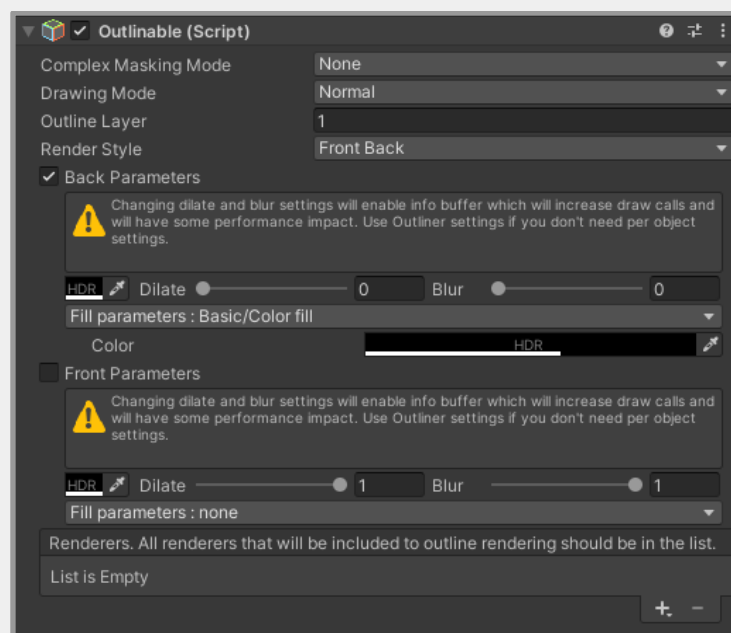 Outlinable (Script)
Complex Masking Mode None
Drawing Mode Normal
Outline Layer 1
Render Style Front Back
Back Parameters
Changing dilate and blur settings will enable info buffer which will increase draw calls and
will have some performance impact. Use Outliner settings if you don't need per object
settings.
HDR Dilate 0 Blur 0
Fill parameters : Basic/Color fill
Color HDR
Front Parameters
Changing dilate and blur settings will enable info buffer which will increase draw calls and
will have some performance impact. Use Outliner settings if you don't need per object
settings.
HDR Dilate 1 Blur 1
Fill parameters : none
Renderers. All renderers that will be included to outline rendering should be in the list.
List is Empty